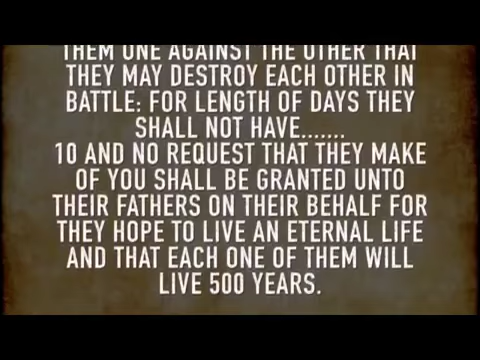 THEM ONE AGAINST THE OTHER THAT
THEY MAY DESTROY EACH OTHER IN
BATTLE: FOR LENGTH OF DAYS THEY
SHALL NOT HAVE.......
10 AND NO REQUEST THAT THEY MAKE
OF YOU SHALL BE GRANTED UNTO
THEIR FATHERS ON THEIR BEHALF FOR
THEY HOPE TO LIVE AN ETERNAL LIFE
AND THAT EACH ONE OF THEM WILL
LIVE 500 YEARS.